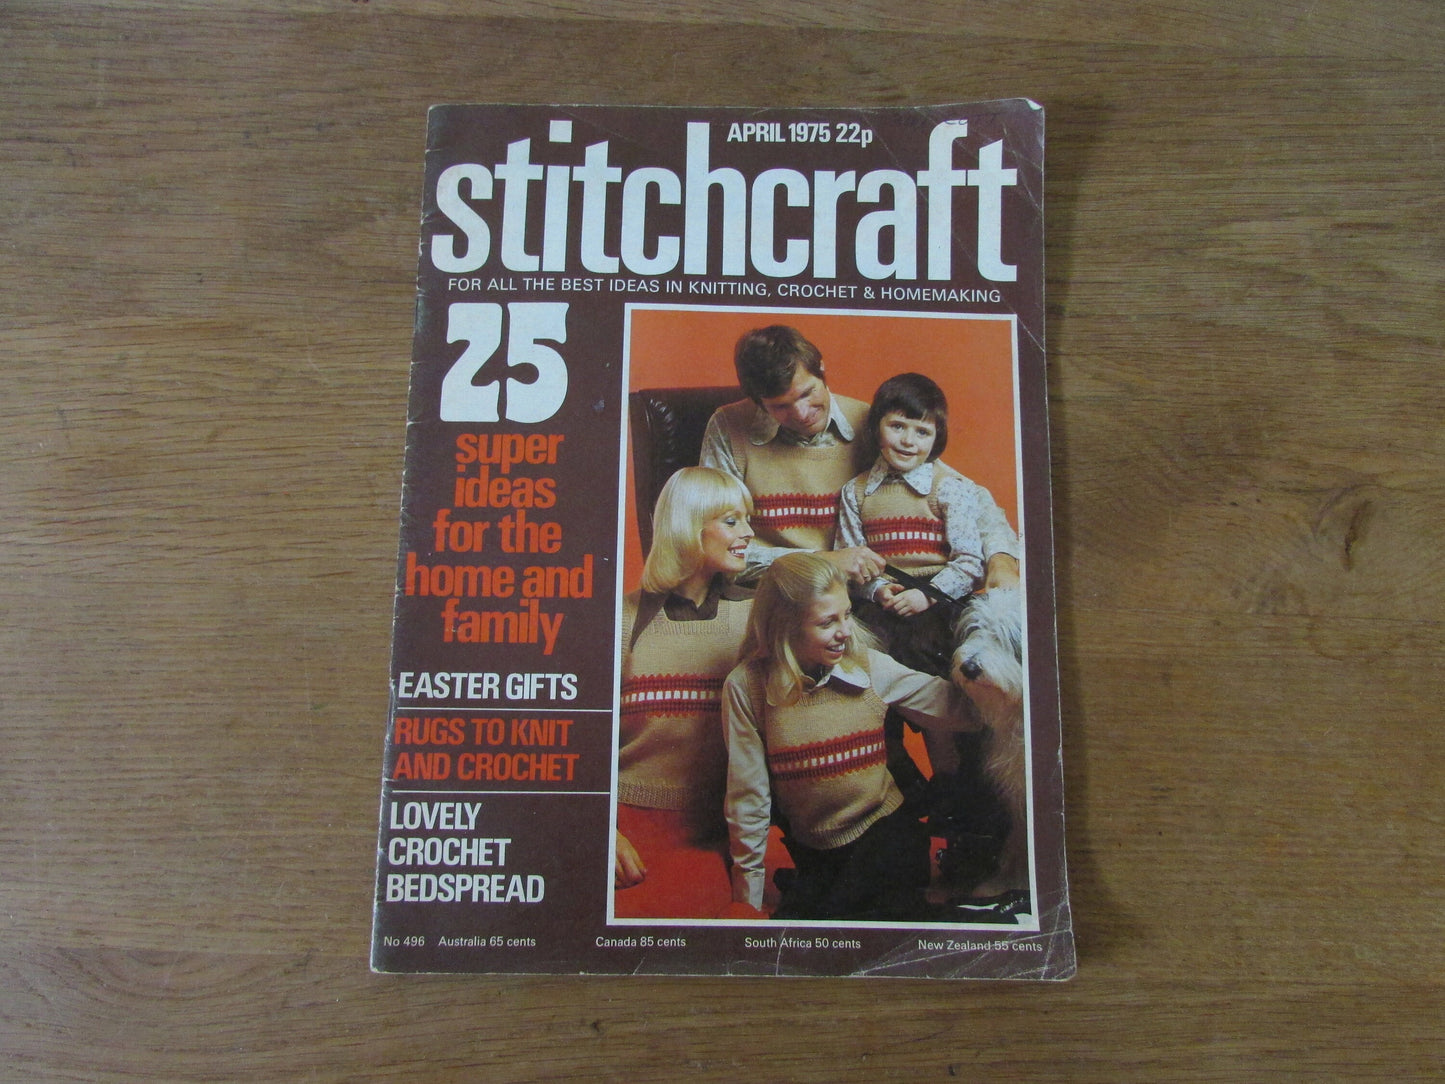 APRIL 1975 22p
stitchcraft
FOR ALL THE BEST IDEAS IN KNITTING, CROCHET & HOMEMAKING
25
super
ideas
for the
home and
family
EASTER GIFTS
RUGS TO KNIT
AND CROCHET
LOVELY
CROCHET
BEDSPREAD
No 496 Australia 65 cents Canada 85 cents South Africa 50 cents New Zealand 55 cents